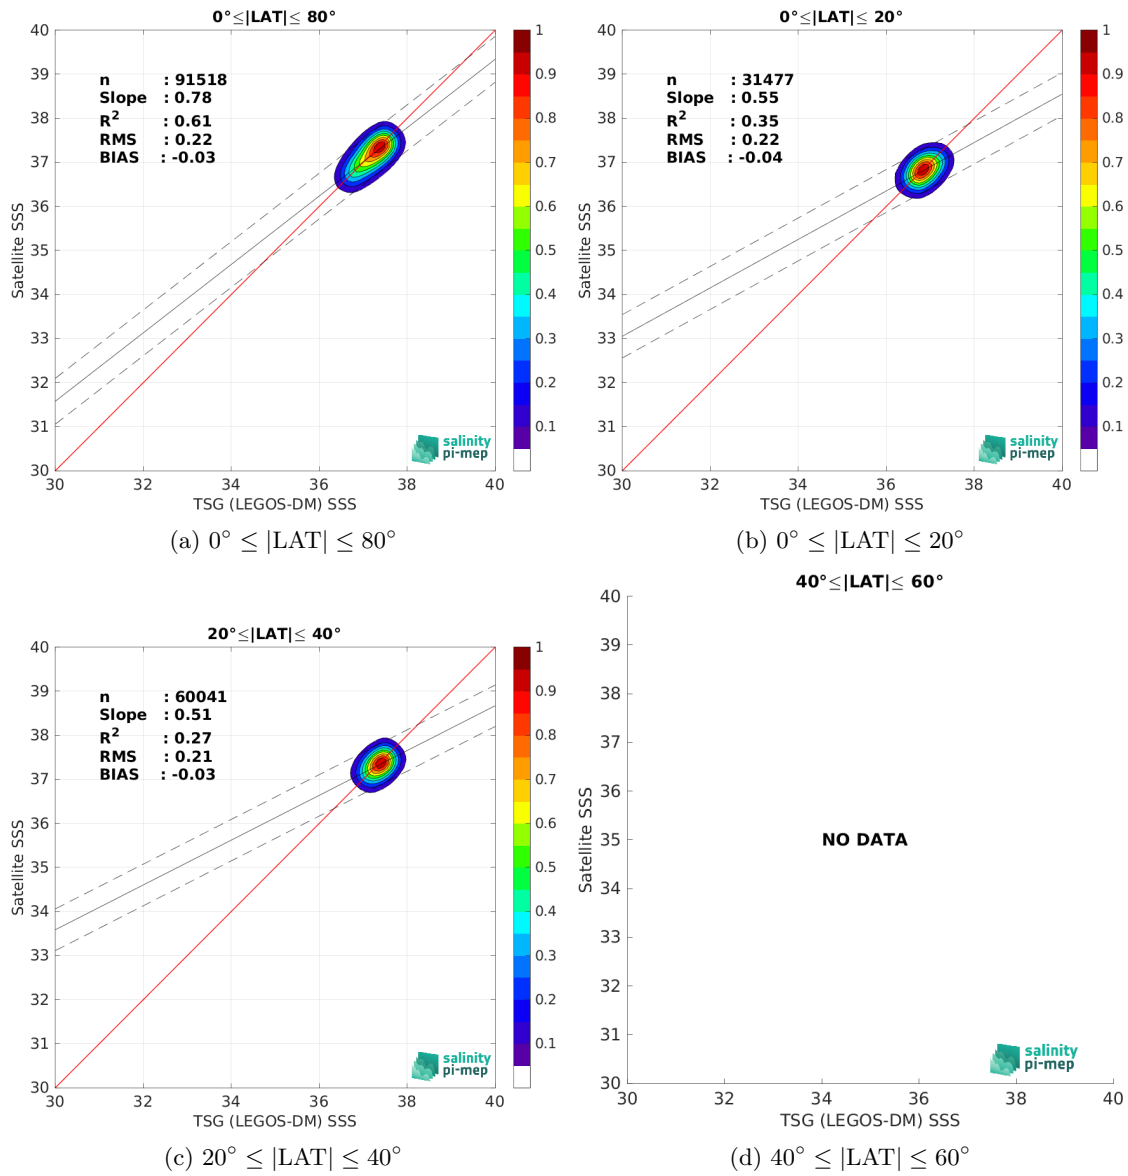 0°≤|LAT|≤ 80°
40
39
38
37
36
35
34
33
32
31
30
Satellite SSS
n : 91518
Slope : 0.78
R² : 0.61
RMS : 0.22
BIAS : -0.03
1
0.9
0.8
0.7
0.6
0.5
0.4
0.3
0.2
0.1
salinity
pi-mep
30 32 34 36 38 40
TSG (LEGOS-DM) SSS
(a) 0° ≤ |LAT| ≤ 80°
0°≤|LAT|≤ 20°
40
39
38
37
36
35
34
33
32
31
30
Satellite SSS
n : 31477
Slope : 0.55
R² : 0.35
RMS : 0.22
BIAS : -0.04
1
0.9
0.8
0.7
0.6
0.5
0.4
0.3
0.2
0.1
salinity
pi-mep
30 32 34 36 38 40
TSG (LEGOS-DM) SSS
(b) 0° ≤ |LAT| ≤ 20°
20°≤|LAT|≤ 40°
40
39
38
37
36
35
34
33
32
31
30
Satellite SSS
n : 60041
Slope : 0.51
R² : 0.27
RMS : 0.21
BIAS : -0.03
1
0.9
0.8
0.7
0.6
0.5
0.4
0.3
0.2
0.1
salinity
pi-mep
30 32 34 36 38 40
TSG (LEGOS-DM) SSS
(c) 20° ≤ |LAT| ≤ 40°
40°≤|LAT|≤ 60°
40
39
38
37
36
35
34
33
32
31
30
Satellite SSS
NO DATA
salinity
pi-mep
30 32 34 36 38 40
TSG (LEGOS-DM) SSS
(d) 40° ≤ |LAT| ≤ 60°